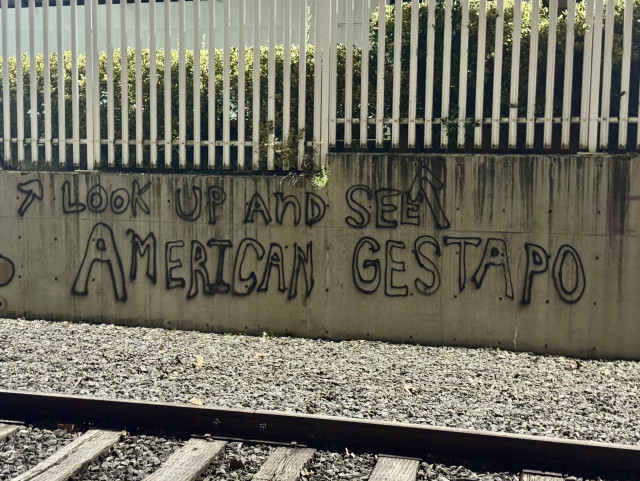 LOOK UP AND SEE
AMERICAN GESTAPO